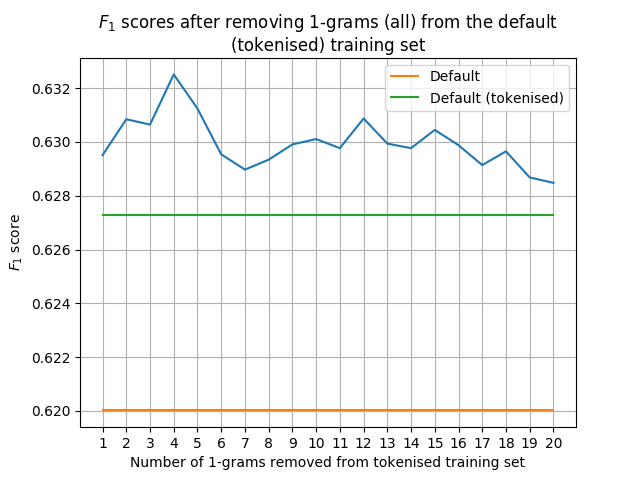 F₁ scores after removing 1-grams (all) from the default
(tokenised) training set
Default
Default (tokenised)
0.632
0.630
0.628
0.626
0.624
0.622
0.620
F₁ score
1 2 3 4 5 6 7 8 9 10 11 12 13 14 15 16 17 18 19 20
Number of 1-grams removed from tokenised training set